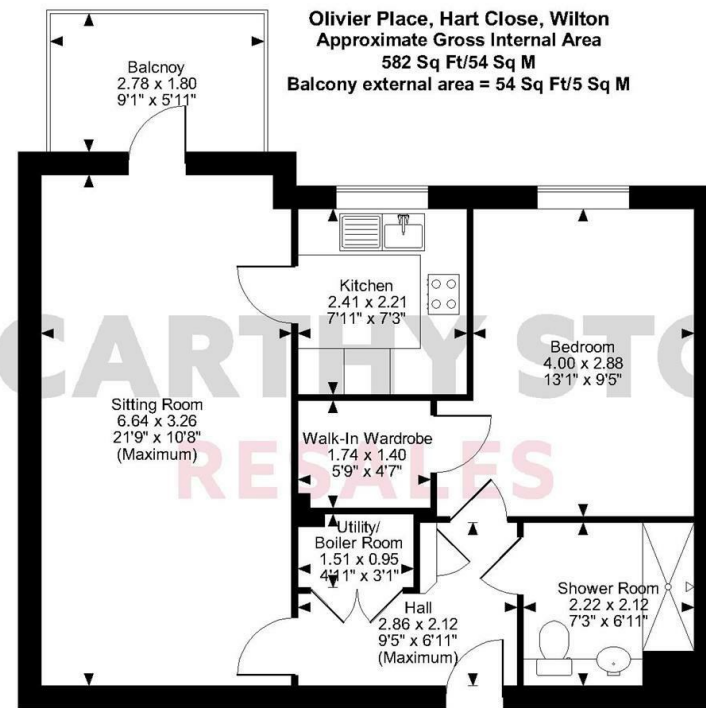 Olivier Place, Hart Close, Wilton
Approximate Gross Internal Area
582 Sq Ft/54 Sq M
Balcony external area = 54 Sq Ft/5 Sq M
Balcnoy
2.78 x 1.80
9'1" x 5'11"
Kitchen
2.41 x 2.21
7'11" x 7'3"
Bedroom
4.00 x 2.88
13'1" x 9'5"
CARTHY STO
RESALES
Sitting Room
6.64 x 3.26
21'9" x 10'8"
(Maximum)
Walk-In Wardrobe
1.74 x 1.40
5'9" x 4'7"
Utility/
Boiler Room
1.51 x 0.95
4'11" x 3'1"
Hall
2.86 x 2.12
9'5" x 6'11"
(Maximum)
Shower Room
2.22 x 2.12
7'3" x 6'11"